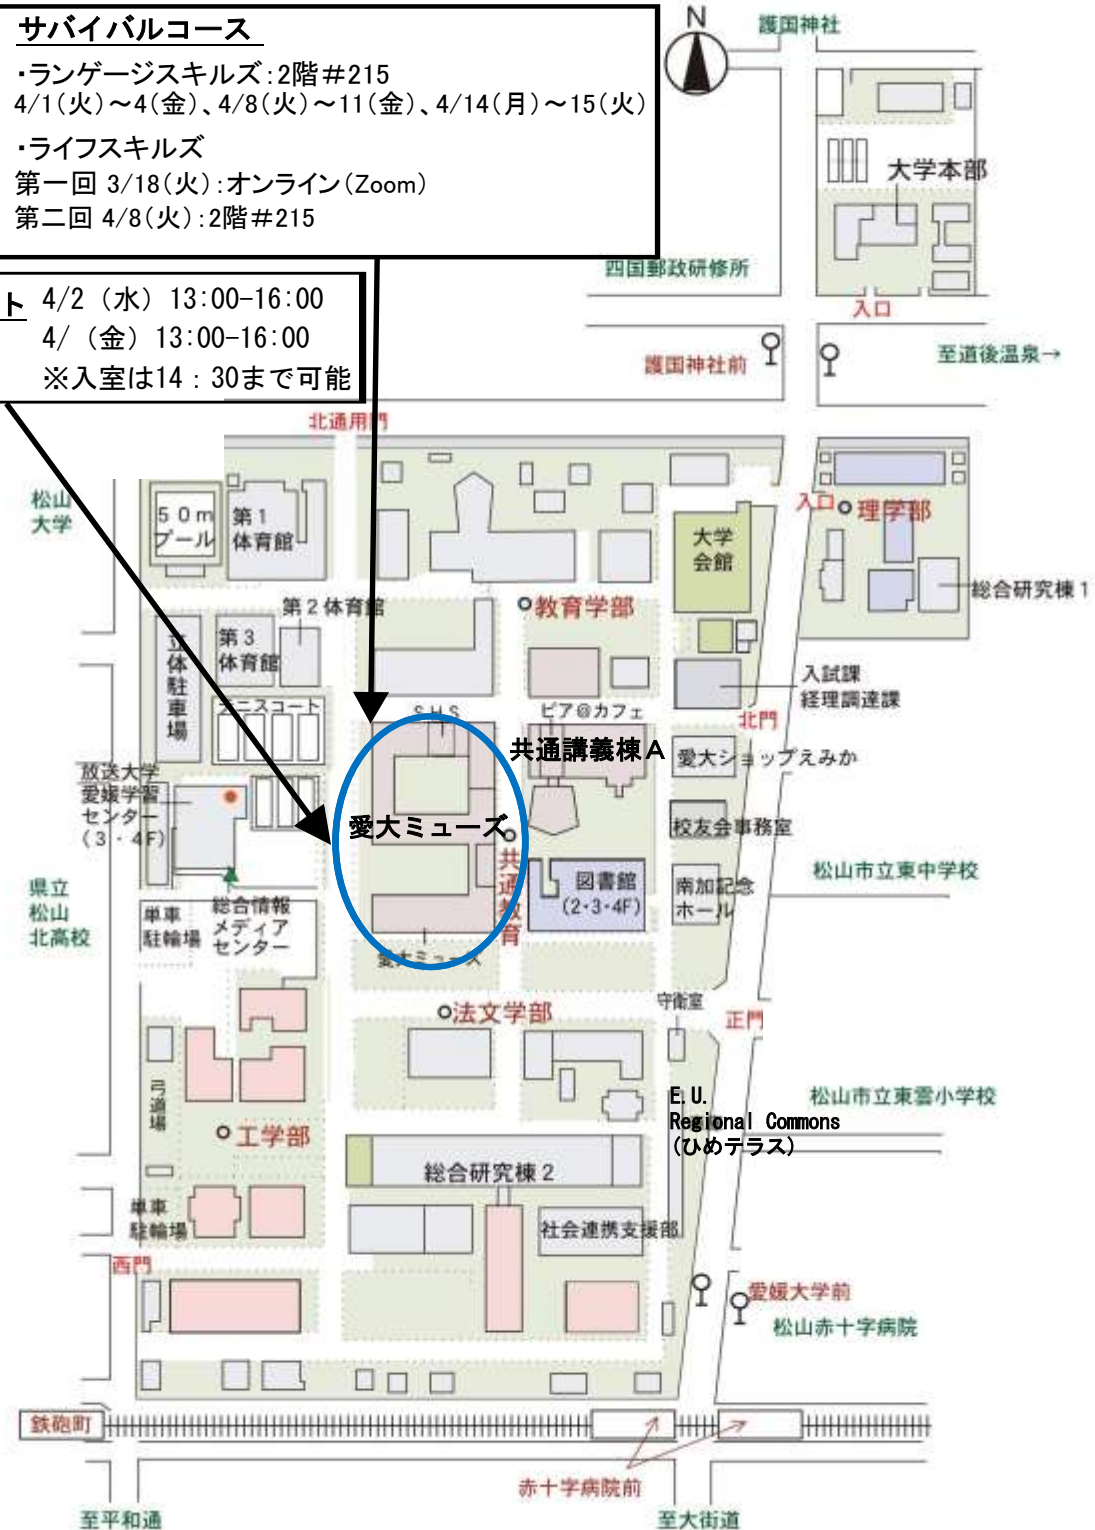 サバイバルコース
・ランゲージスキルズ：2階＃215
4/1（火）～4（金）、4/8（火）～11（金）、4/14（月）～15（火）
・ライフスキルズ
第一回 3/18（火）：オンライン（Zoom）
第二回 4/8（火）：2階＃215
ト 4/2（水）13:00-16:00
4/（金）13:00-16:00
※入室は14：30まで可能
N
護国神社
大学本部
四国郵政研修所
入口
護国神社前
至道後温泉→
北通用門
松山
大学
50m
プール
第1
体育館
大学
会館
入口
理学部
総合研究棟1
第2体育館
教育学部
第3
体育館
立体駐車場
テニスコート
入試課
経理調達課
SHS
ピア@カフェ
北門
共通講義棟A
愛大ショップえみか
放送大学
愛媛学習
センター
(3・4F)
愛大ミューズ
校友会事務室
共通教育
図書館
(2・3・4F)
南加記念
ホール
松山市立東中学校
県立
松山
北高校
単車
駐輪場
総合情報
メディア
センター
愛大ミューズ
法文学部
守衛室
正門
弓道場
工学部
E.U.
Regional Commons
(ひめテラス)
松山市立東雲小学校
総合研究棟2
単車
駐輪場
社会連携支援部
西門
愛媛大学前
松山赤十字病院
鉄砲町
赤十字病院前
至平和通
至大街道